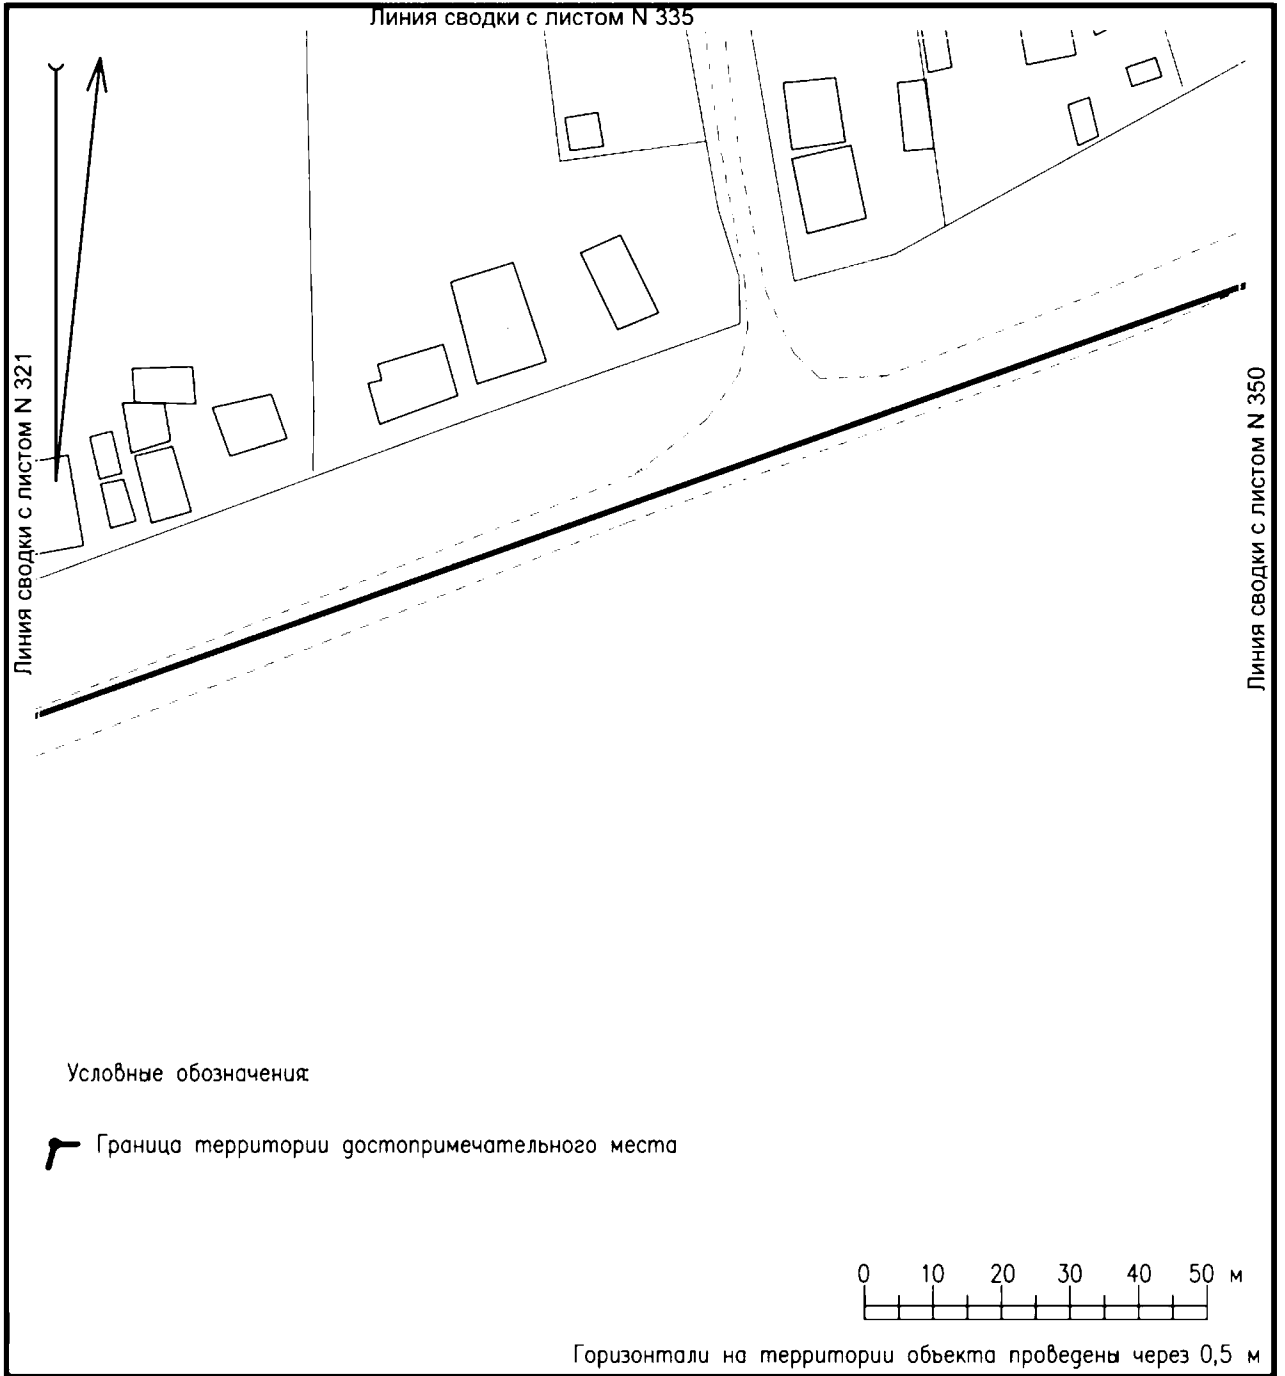 Линия сводки с листом N 335
Линия сводки с листом N 321
Линия сводки с листом N 350
Условные обозначения:
Граница территории достопримечательного места
0 10 20 30 40 50 м
Горизонтали на территории объекта проведены через 0,5 м